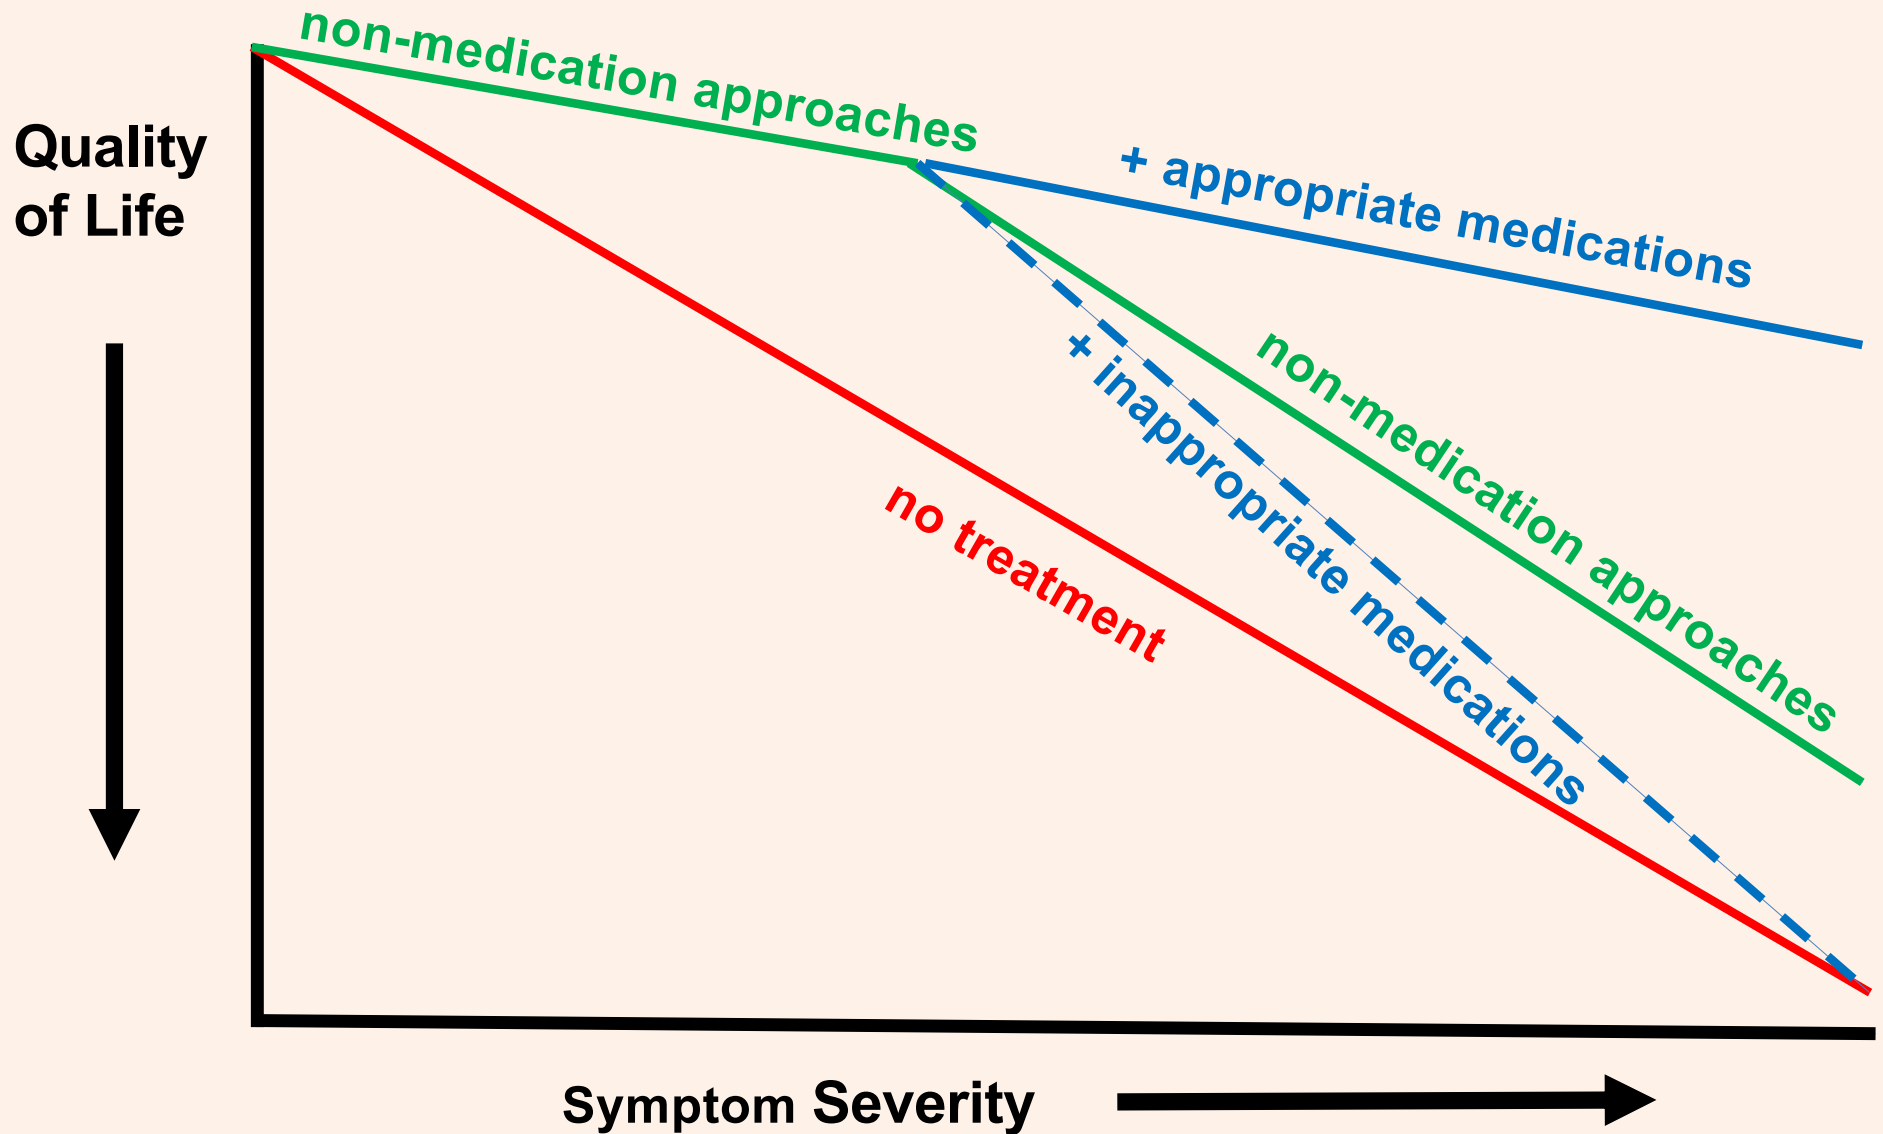 non-medication approaches
Quality
of Life
+ appropriate medications
non-medication approaches
+ inappropriate medications
no treatment
Symptom Severity